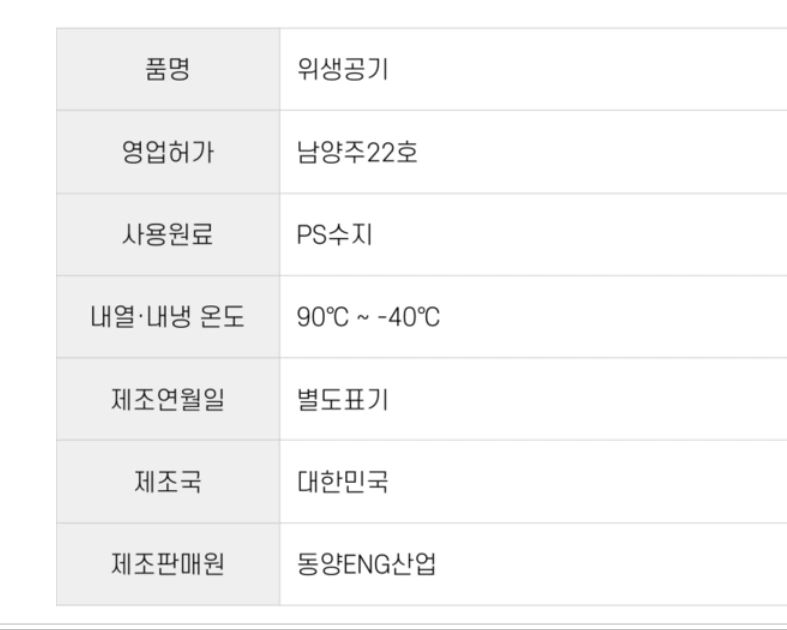 품명 위생공기
영업허가 남양주22호
사용원료 PS수지
내열·내냉 온도 90℃ ~ -40℃
제조연월일 별도표기
제조국 대한민국
제조판매원 동양ENG산업